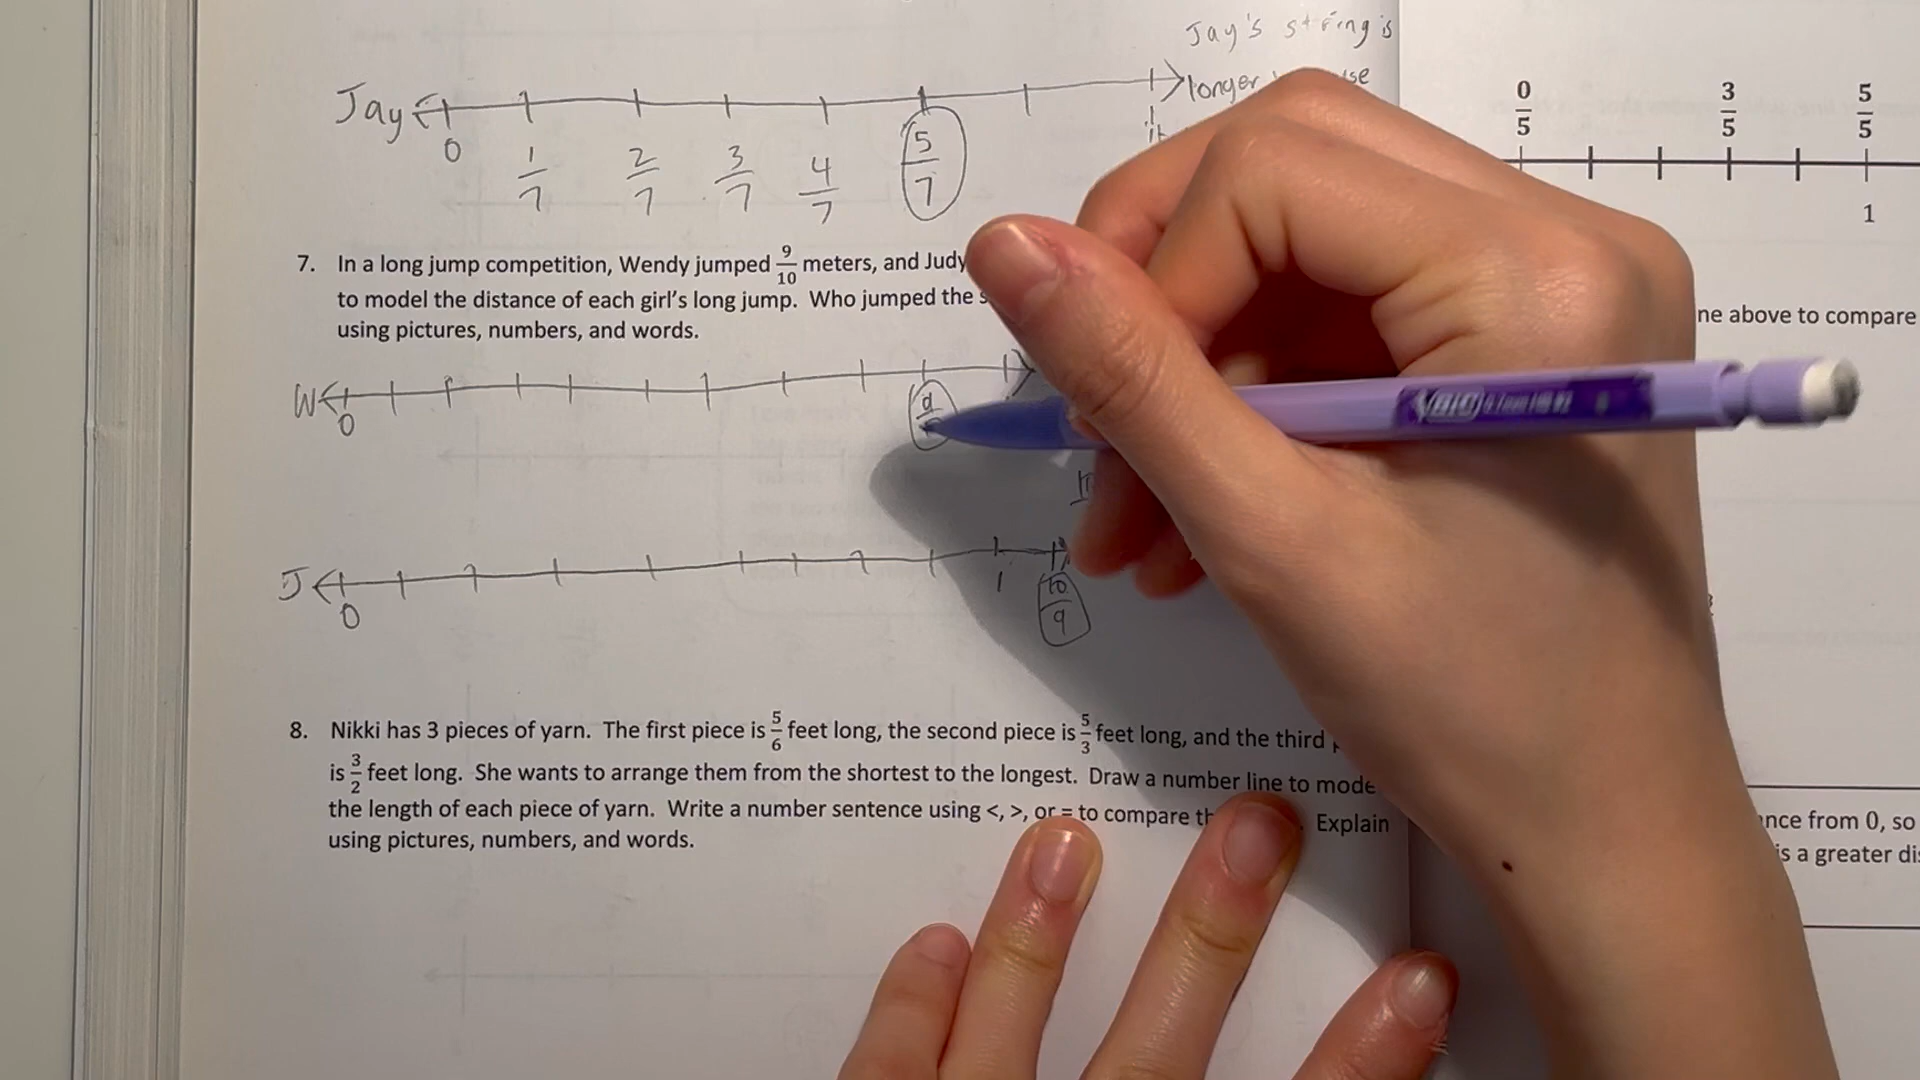 Jay's string is
Jay
longer
0 1/7 2/7 3/7 4/7 5/7
7. In a long jump competition, Wendy jumped 9/10 meters, and Judy
to model the distance of each girl's long jump. Who jumped the
using pictures, numbers, and words.
W
0 9
J
0 1 10/9
8. Nikki has 3 pieces of yarn. The first piece is 5/6 feet long, the second piece is 5/3 feet long, and the third
is 3/2 feet long. She wants to arrange them from the shortest to the longest. Draw a number line to
the length of each piece of yarn. Write a number sentence using <, >, or = to compare Explain
using pictures, numbers, and words.
0/5 3/5 5/5
1
ne above to compare
nce from 0, so
is a greater